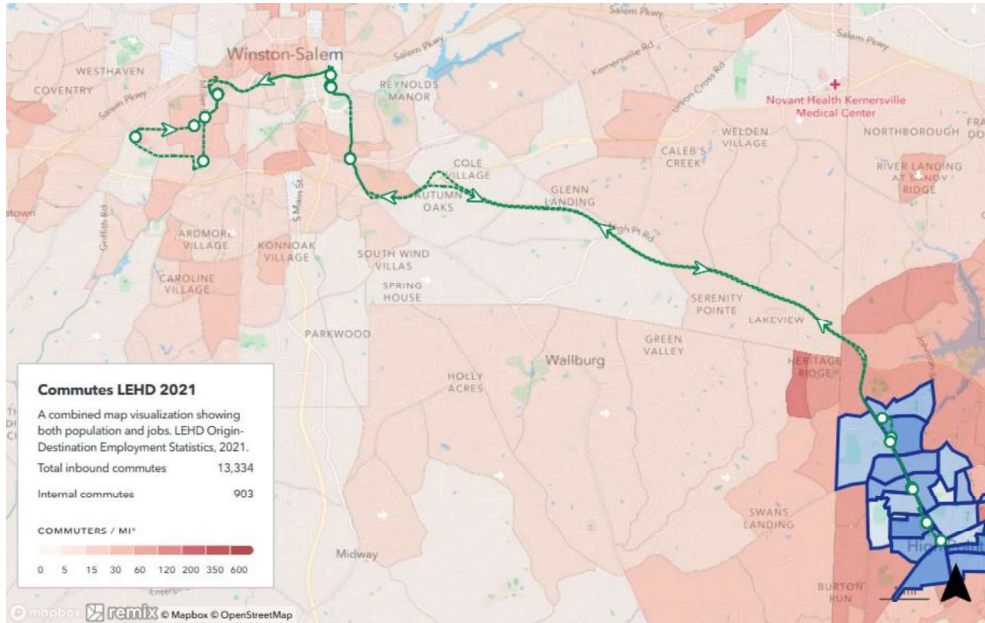 Winston-Salem
Salem Pkwy
Salem Pkwy
WESTHAVEN
COVENTRY
Salem Pkwy
REYNOLDS
MANOR
Kernersville Rd
Union Cross Rd
Novant Health Kernersville
Medical Center
WELDEN
VILLAGE
NORTHBOROUGH
CALEB'S
CREEK
RIVER LANDING
AT SANDY
RIDGE
COLE
VILLAGE
AUTUMN
OAKS
GLENN
LANDING
High Pt Rd
S Main St
Griffith Rd
ARDMORE
VILLAGE
KONNOAK
VILLAGE
SOUTH WIND
VILLAS
CAROLINE
VILLAGE
SPRING
HOUSE
SERENITY
POINTE
PARKWOOD
LAKEVIEW
GREEN
VALLEY
Wallburg
HERITAGE
RIDGE
HOLLY
ACRES
Commutes LEHD 2021
A combined map visualization showing
both population and jobs. LEHD Origin-
Destination Employment Statistics, 2021.
Total inbound commutes 13,334
Internal commutes 903
COMMUTERS / MI²
0 5 15 30 60 120 200 350 600
SWANS
LANDING
High Point
Midway
BURTON
RUN
mapbox remix © Mapbox © OpenStreetMap